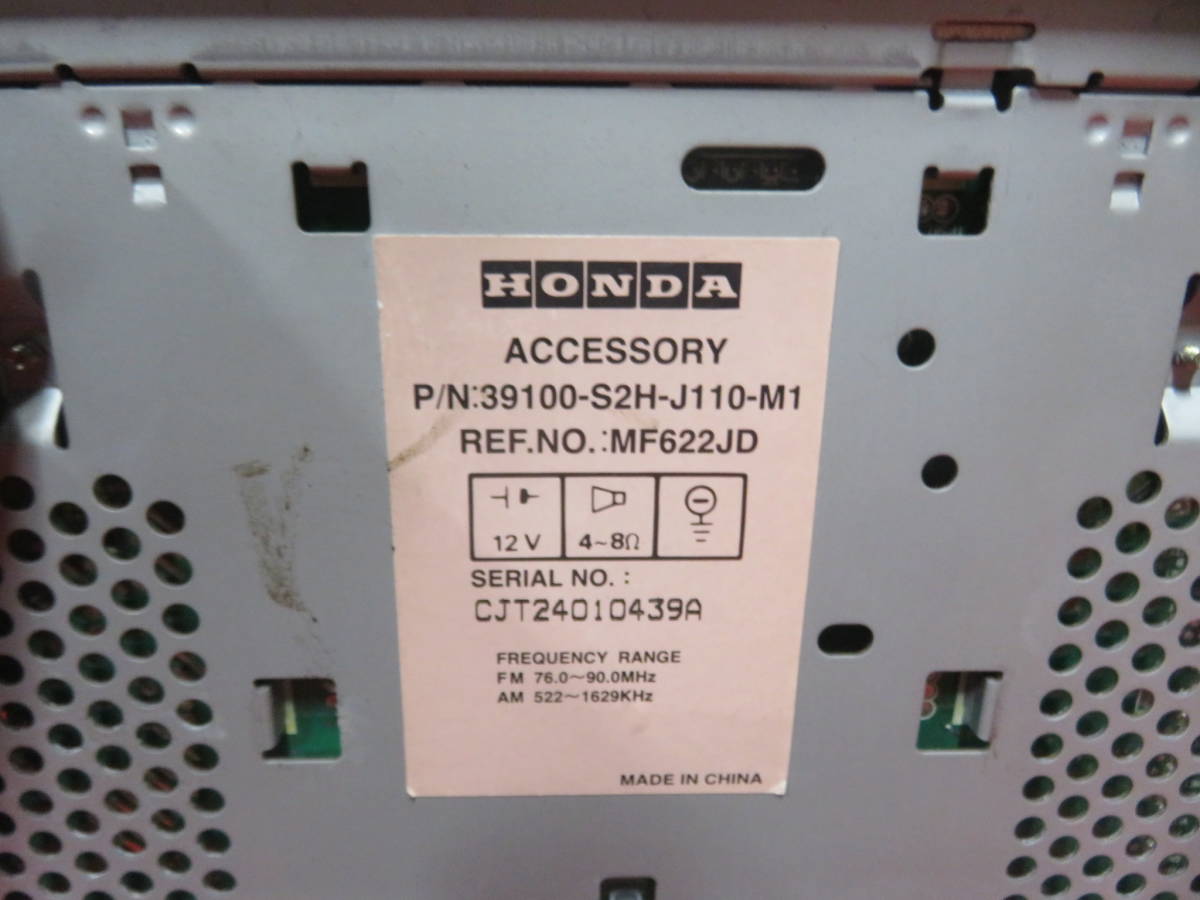 HONDA
ACCESSORY
P/N:39100-S2H-J110-M1
REF.NO.:MF622JD
12 V 4~8Ω
SERIAL NO. :
CJT24010439A
FREQUENCY RANGE
FM 76.0~90.0MHz
AM 522~1629KHz
MADE IN CHINA